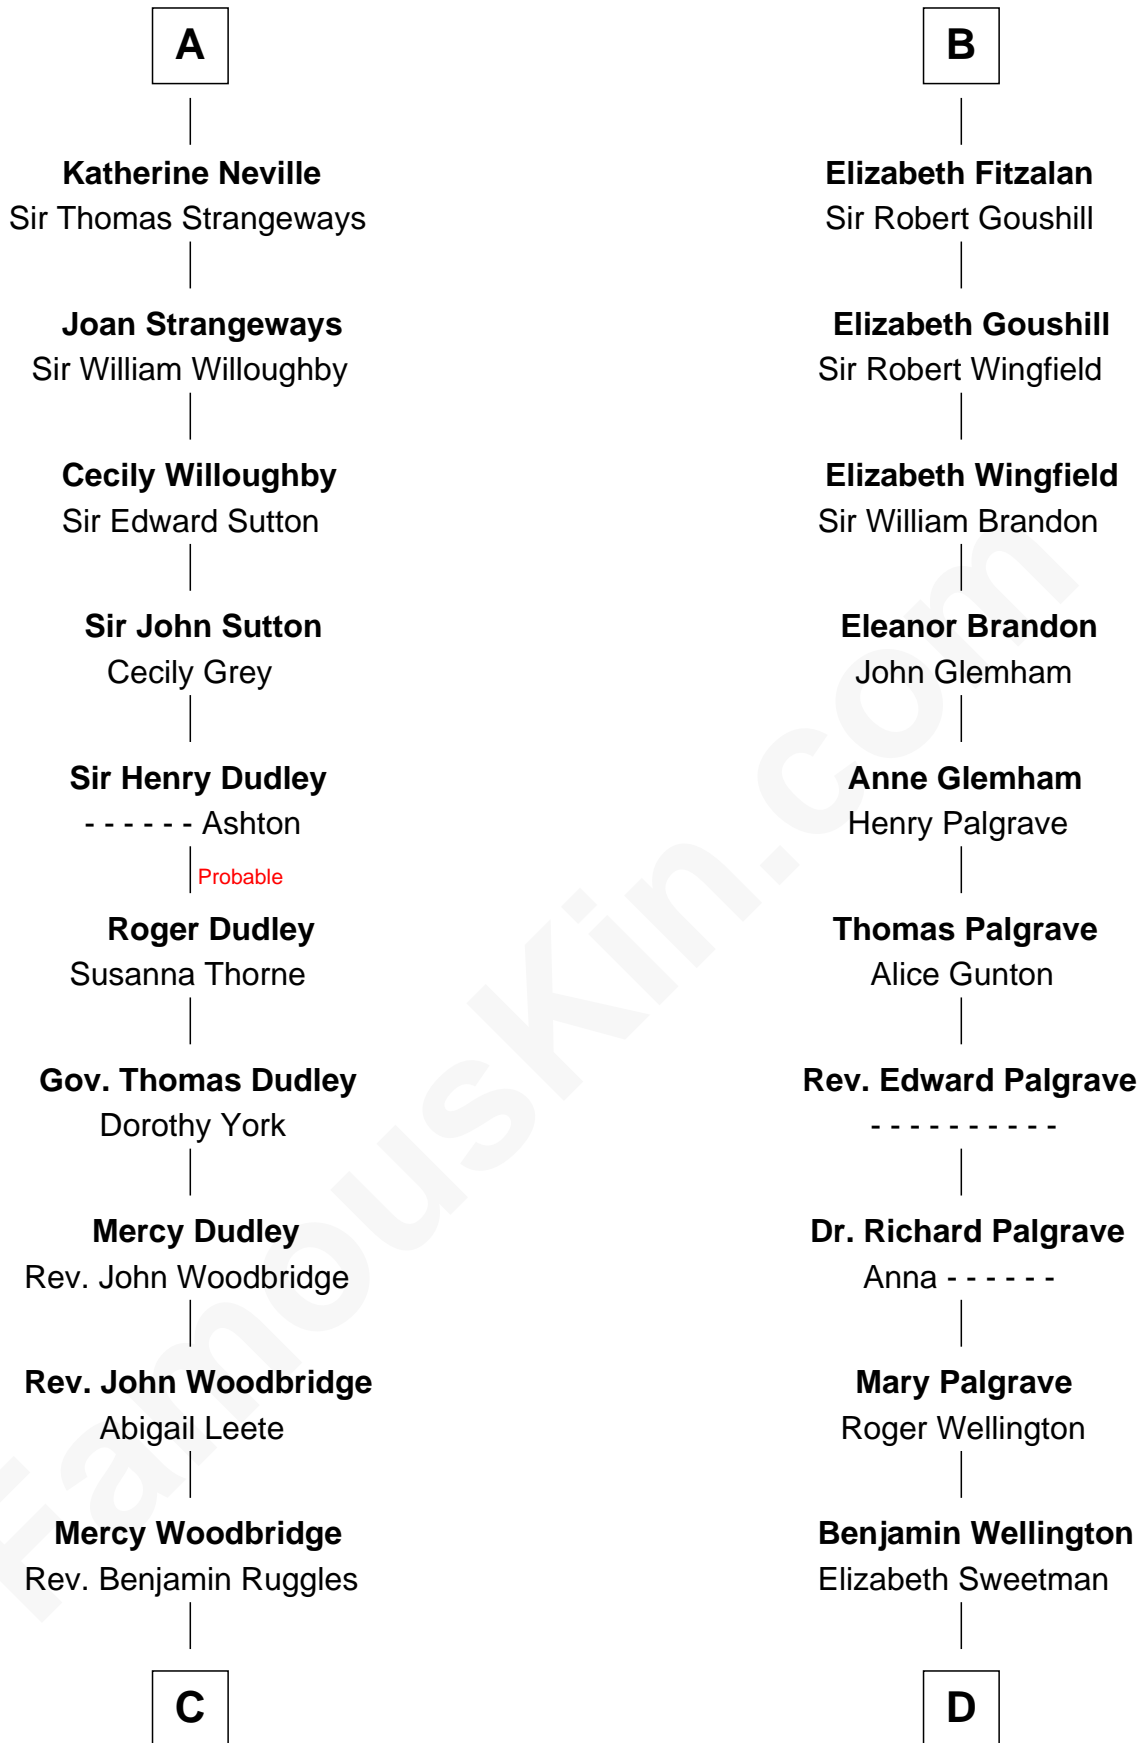 A
Katherine Neville
Sir Thomas Strangeways
Joan Strangeways
Sir William Willoughby
Cecily Willoughby
Sir Edward Sutton
Sir John Sutton
Cecily Grey
Sir Henry Dudley
- - - - - - Ashton
Probable
Roger Dudley
Susanna Thorne
Gov. Thomas Dudley
Dorothy York
Mercy Dudley
Rev. John Woodbridge
Rev. John Woodbridge
Abigail Leete
Mercy Woodbridge
Rev. Benjamin Ruggles
C
B
Elizabeth Fitzalan
Sir Robert Goushill
Elizabeth Goushill
Sir Robert Wingfield
Elizabeth Wingfield
Sir William Brandon
Eleanor Brandon
John Glemham
Anne Glemham
Henry Palgrave
Thomas Palgrave
Alice Gunton
Rev. Edward Palgrave
- - - - - - - - - -
Dr. Richard Palgrave
Anna - - - - - -
Mary Palgrave
Roger Wellington
Benjamin Wellington
Elizabeth Sweetman
D
FamousKin.com